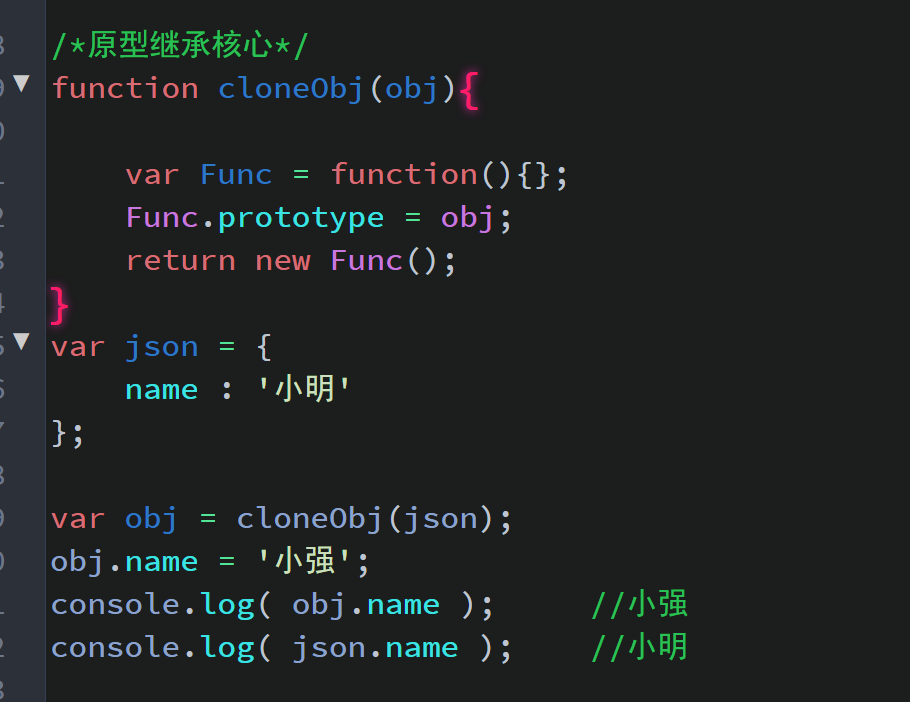 /*原型继承核心*/
function cloneObj(obj){
var Func = function(){};
Func.prototype = obj;
return new Func();
}
var json = {
name : '小明'
};
var obj = cloneObj(json);
obj.name = '小强';
console.log( obj.name ); //小强
console.log( json.name ); //小明